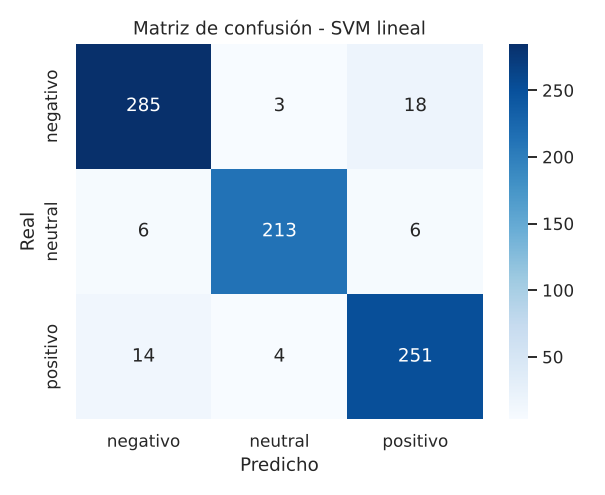 Matriz de confusión - SVM lineal
negativo
285 3 18
250
200
Real
neutral
6 213 6
150
100
positivo
14 4 251
50
negativo neutral positivo
Predicho